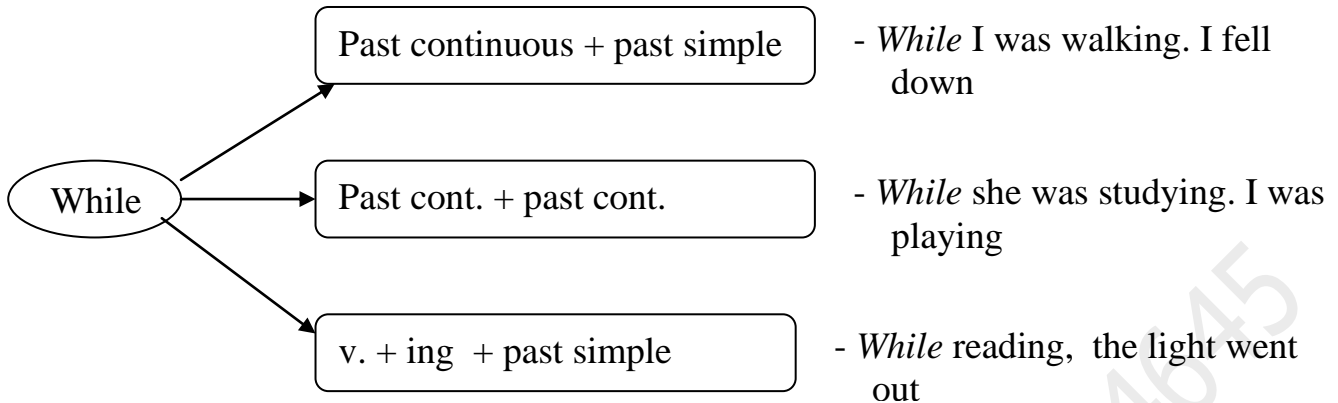 Past continuous + past simple
- While I was walking. I fell
down
While
Past cont. + past cont.
- While she was studying. I was
playing
v. + ing + past simple
- While reading, the light went
out
4645